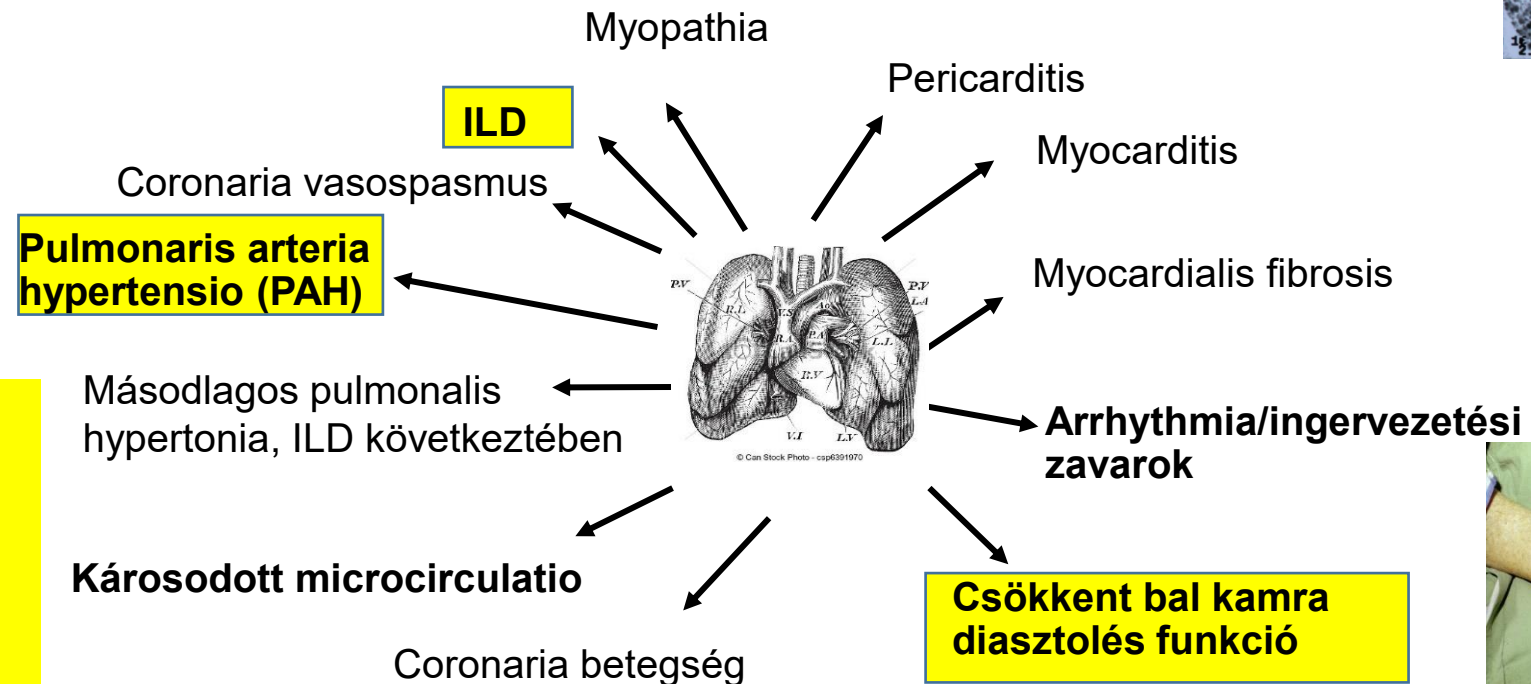 Myopathia
Pericarditis
ILD
Myocarditis
Coronaria vasospasmus
Pulmonaris arteria
hypertensio (PAH)
Myocardialis fibrosis
P.V.
P.V
L.A
R.L.
V.S
Ao
R.A.
P.A.
L.L
R.V
V.I
L.V
© Can Stock Photo - csp6391970
Másodlagos pulmonalis
hypertonia, ILD következtében
Arrhythmia/ingervezetési
zavarok
Károsodott microcirculatio
Csökkent bal kamra
diasztolés funkció
Coronaria betegség